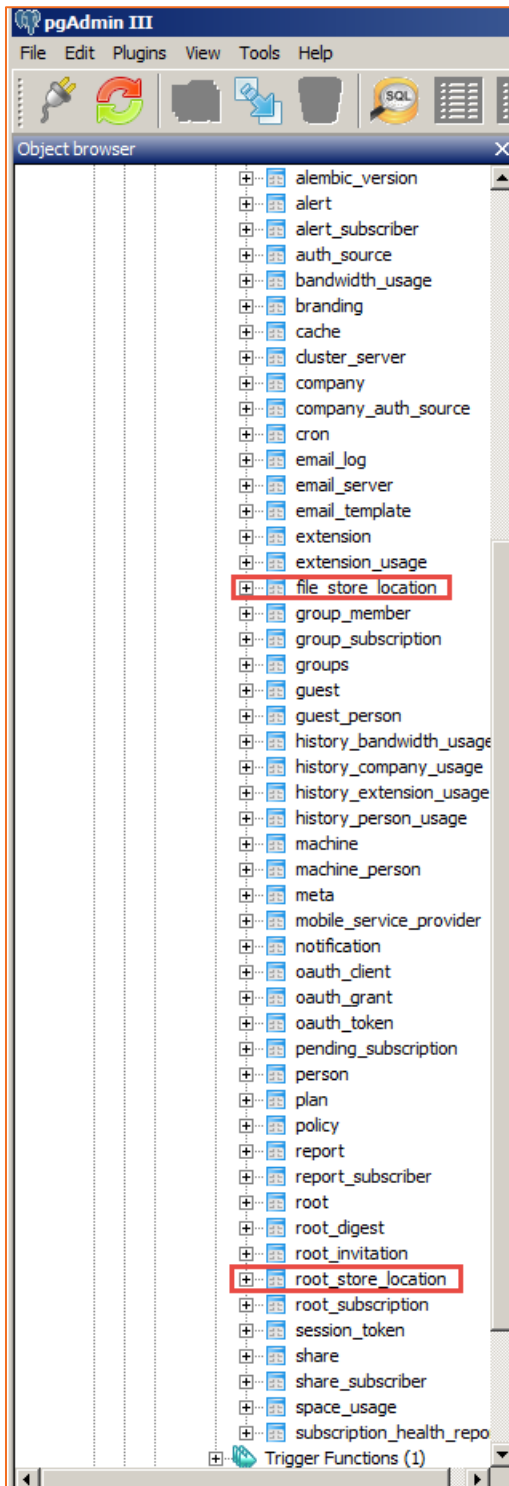 pgAdmin III
File Edit Plugins View Tools Help
SQL
Object browser
alembic_version
alert
alert_subscriber
auth_source
bandwidth_usage
branding
cache
cluster_server
company
company_auth_source
cron
email_log
email_server
email_template
extension
extension_usage
file_store_location
group_member
group_subscription
groups
guest
guest_person
history_bandwidth_usage
history_company_usage
history_extension_usage
history_person_usage
machine
machine_person
meta
mobile_service_provider
notification
oauth_client
oauth_grant
oauth_token
pending_subscription
person
plan
policy
report
report_subscriber
root
root_digest
root_invitation
root_store_location
root_subscription
session_token
share
share_subscriber
space_usage
subscription_health_repo
Trigger Functions (1)